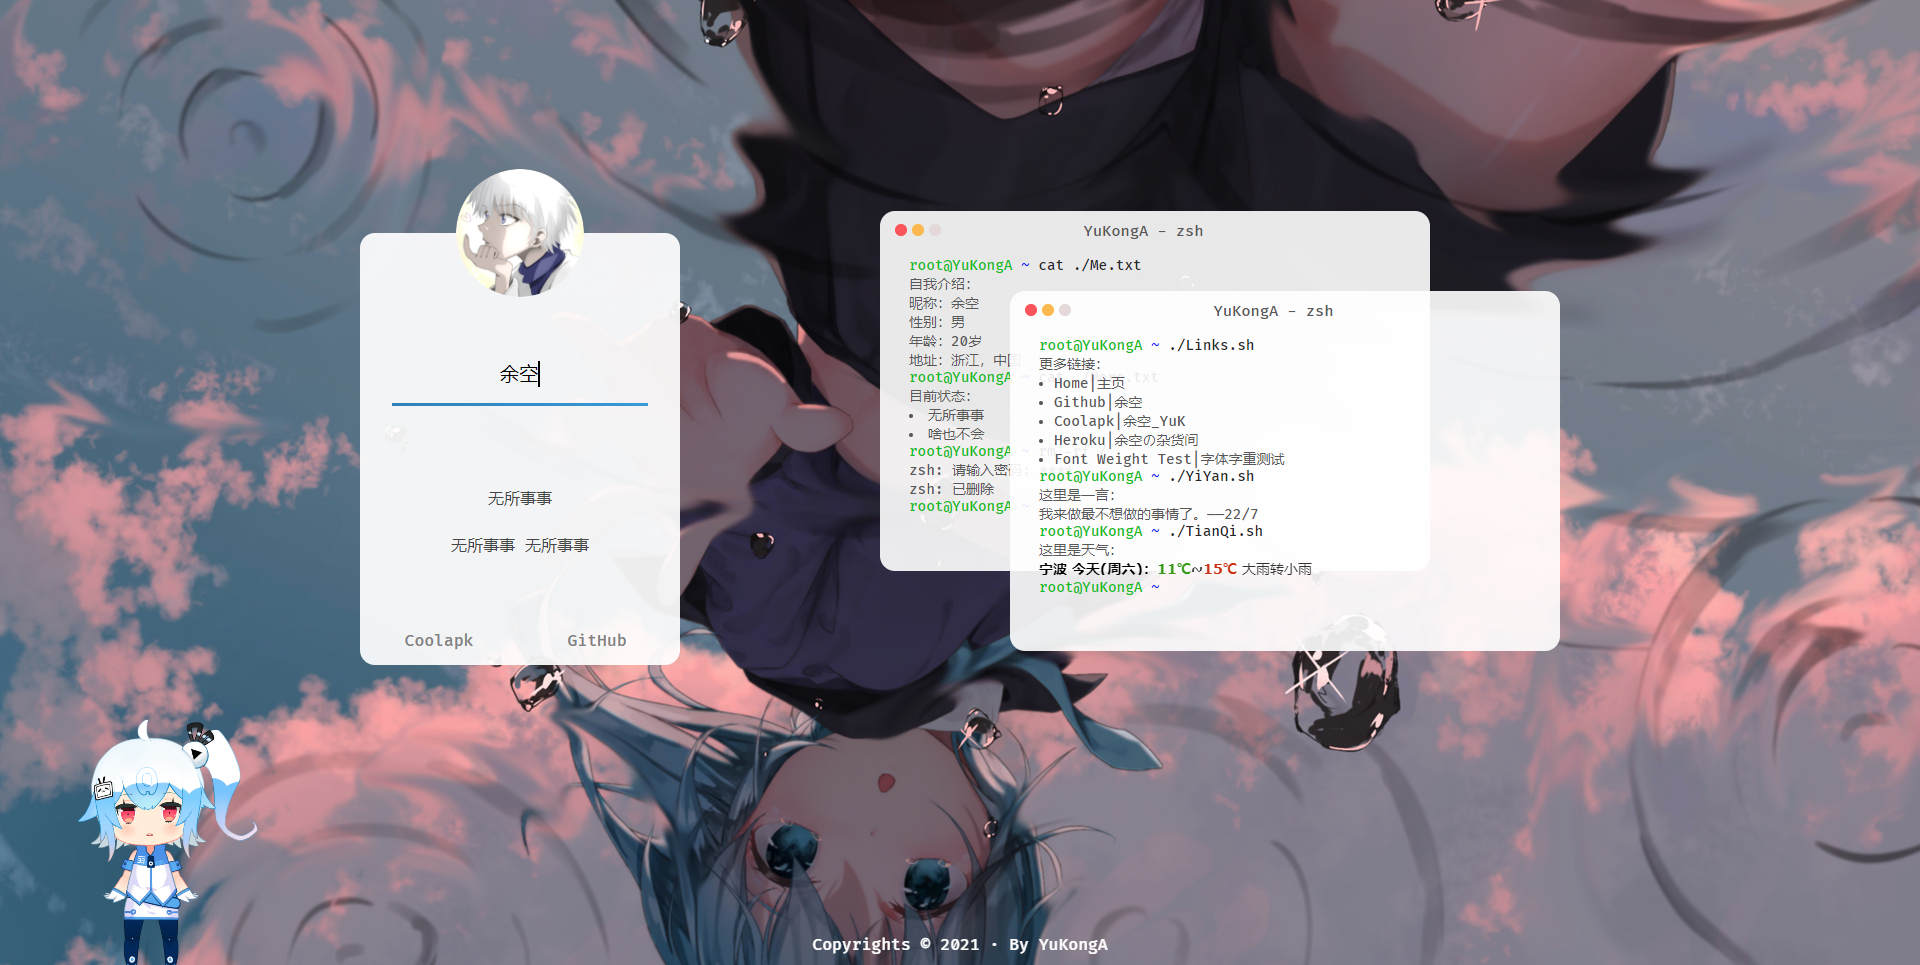 余空
无所事事
无所事事 无所事事
Coolapk
GitHub
YuKongA - zsh
root@YuKongA ~ cat ./Me.txt
自我介绍：
昵称：余空
性别：男
年龄：20岁
地址：浙江，中国
root@YuKongA
目前状态：
• 无所事事
• 啥也不会
root@YuKongA
zsh: 请输入密码：
zsh: 已删除
root@YuKongA ~
YuKongA - zsh
root@YuKongA ~ ./Links.sh
更多链接：
• Home|主页
• Github|余空
• Coolapk|余空_YuK
• Heroku|余空の杂货间
• Font Weight Test|字体字重测试
root@YuKongA ~ ./YiYan.sh
这里是一言：
我来做最不想做的事情了。——22/7
root@YuKongA ~ ./TianQi.sh
这里是天气：
宁波 今天(周六)：11℃~15℃ 大雨转小雨
root@YuKongA ~
Copyrights © 2021 · By YuKongA